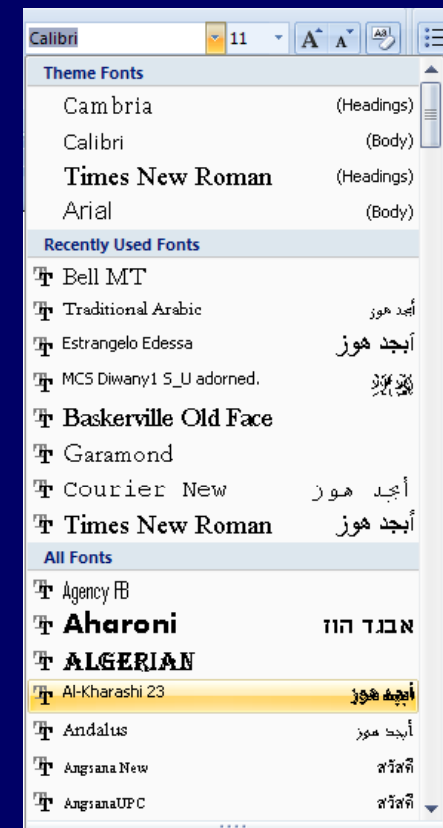 Calibri 11 A A Aa
Theme Fonts
Cambria (Headings)
Calibri (Body)
Times New Roman (Headings)
Arial (Body)
Recently Used Fonts
Bell MT
Traditional Arabic أبجد هوز
Estrangelo Edessa أبجد هوز
MCS Diwany1 S_U adorned.
Baskerville Old Face
Garamond
Courier New أبجد هوز
Times New Roman أبجد هوز
All Fonts
Agency FB
Aharoni אבגד הוז
ALGERIAN
Al-Kharashi 23 أبجد هوز
Andalus أبجد هوز
Angsana New สวัสดี
AngsanaUPC สวัสดี